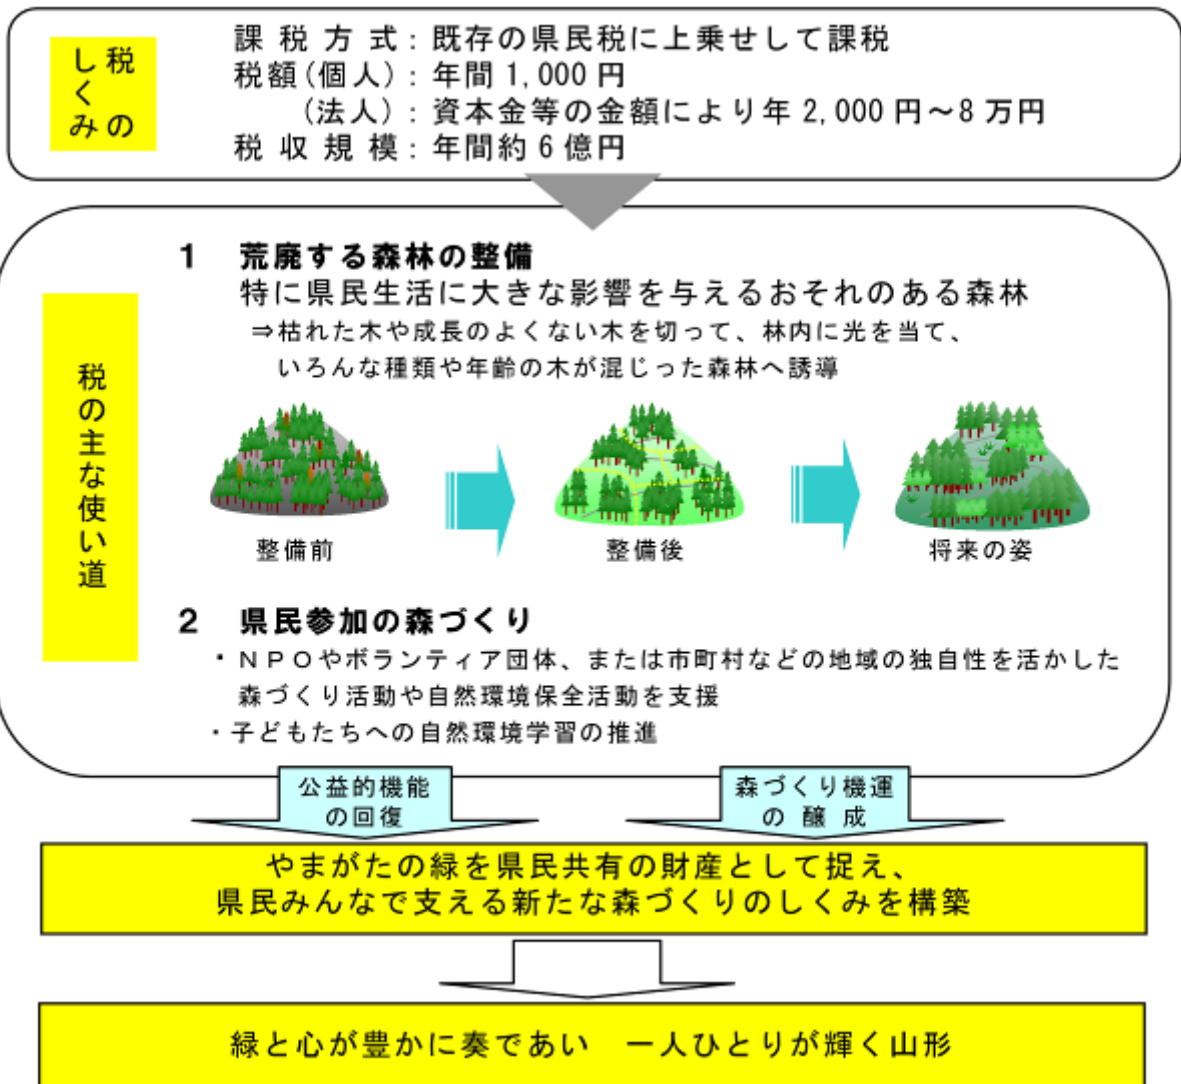 税の
しくみ
課税方式：既存の県民税に上乗せして課税
税額(個人)：年間1,000円
(法人)：資本金等の金額により年2,000円～8万円
税収規模：年間約6億円
税の主な使い道
1 荒廃する森林の整備
特に県民生活に大きな影響を与えるおそれのある森林
⇒枯れた木や成長のよくない木を切って、林内に光を当て、
いろんな種類や年齢の木が混じった森林へ誘導
整備前
整備後
将来の姿
2 県民参加の森づくり
・ＮＰＯやボランティア団体、または市町村などの地域の独自性を活かした
森づくり活動や自然環境保全活動を支援
・子どもたちへの自然環境学習の推進
公益的機能
の回復
森づくり機運
の醸成
やまがたの緑を県民共有の財産として捉え、
県民みんなで支える新たな森づくりのしくみを構築
緑と心が豊かに奏であい　一人ひとりが輝く山形